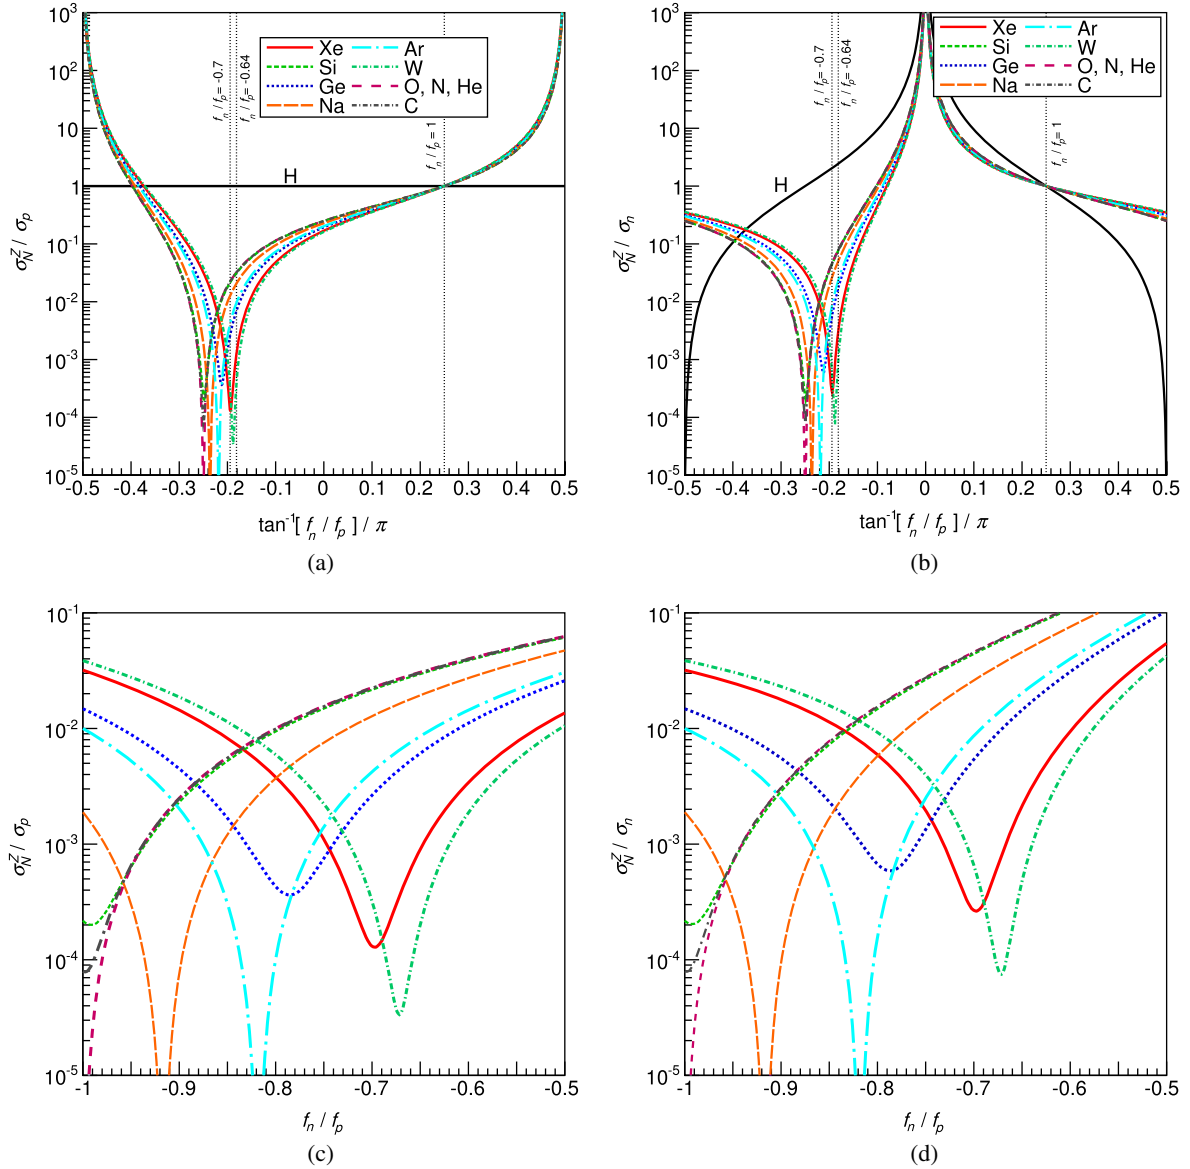 10³
10²
10
1
10⁻¹
10⁻²
10⁻³
10⁻⁴
10⁻⁵
σ_N^Z / σ_p
Xe Ar
Si W
Ge O, N, He
Na C
f_n / f_p = -0.7
f_n / f_p = -0.64
f_n / f_p = 1
H
-0.5 -0.4 -0.3 -0.2 -0.1 0 0.1 0.2 0.3 0.4 0.5
tan⁻¹[ f_n / f_p ] / π
(a)
10³
10²
10
1
10⁻¹
10⁻²
10⁻³
10⁻⁴
10⁻⁵
σ_N^Z / σ_n
Xe Ar
Si W
Ge O, N, He
Na C
f_n / f_p = -0.7
f_n / f_p = -0.64
f_n / f_p = 1
H
-0.5 -0.4 -0.3 -0.2 -0.1 0 0.1 0.2 0.3 0.4 0.5
tan⁻¹[ f_n / f_p ] / π
(b)
10⁻¹
10⁻²
10⁻³
10⁻⁴
10⁻⁵
σ_N^Z / σ_p
-1 -0.9 -0.8 -0.7 -0.6 -0.5
f_n / f_p
(c)
10⁻¹
10⁻²
10⁻³
10⁻⁴
10⁻⁵
σ_N^Z / σ_n
-1 -0.9 -0.8 -0.7 -0.6 -0.5
f_n / f_p
(d)